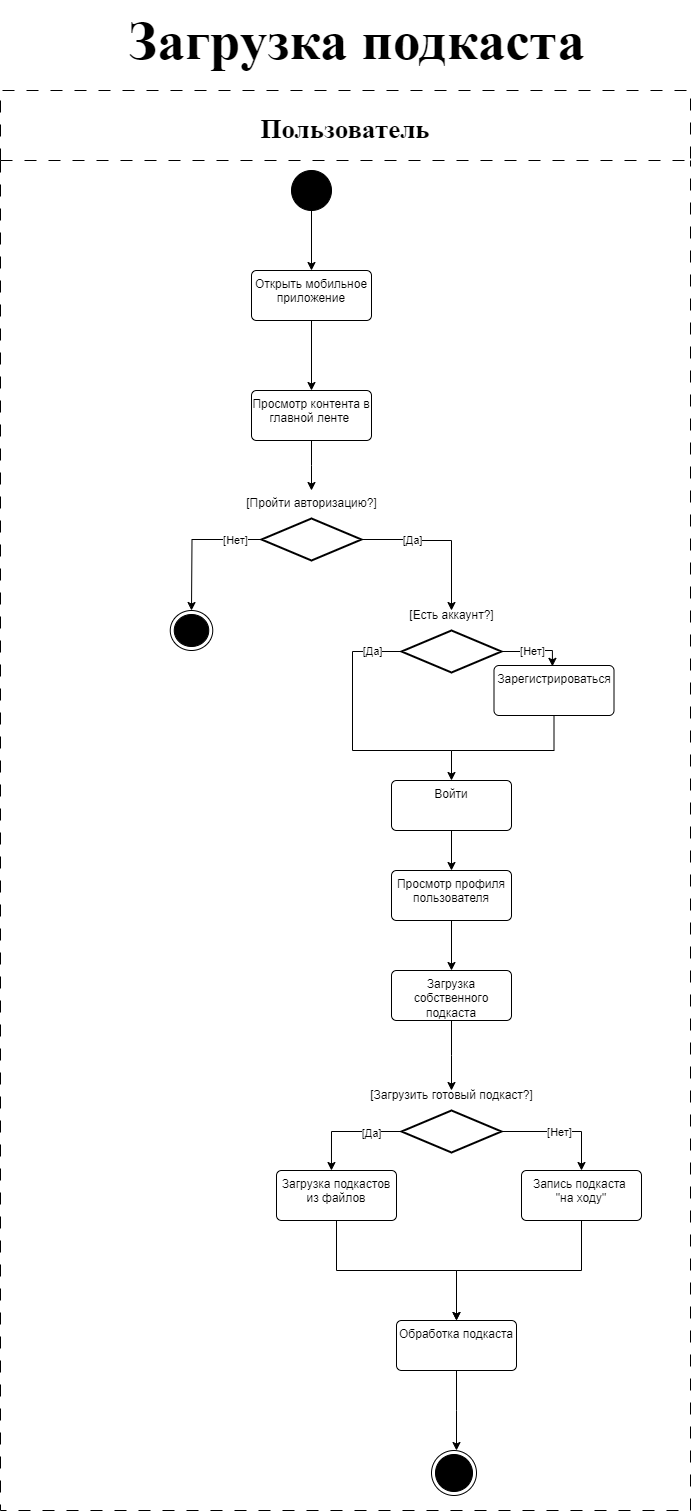 Загрузка подкаста
Пользователь
Открыть мобильное
приложение
Просмотр контента в
главной ленте
[Пройти авторизацию?]
[Нет]
[Да]
[Есть аккаунт?]
[Да]
[Нет]
Зарегистрироваться
Войти
Просмотр профиля
пользователя
Загрузка
собственного
подкаста
[Загрузить готовый подкаст?]
[Да]
[Нет]
Загрузка подкастов
из файлов
Запись подкаста
"на ходу"
Обработка подкаста